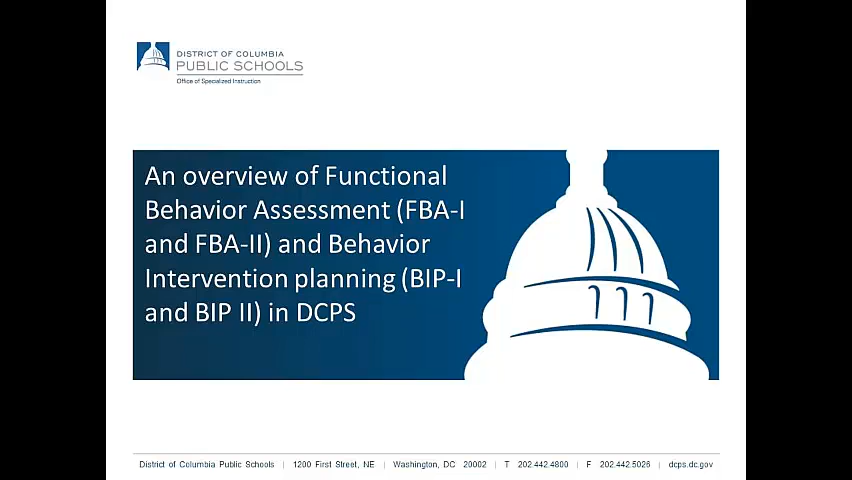 DISTRICT OF COLUMBIA
PUBLIC SCHOOLS
Office of Specialized Instruction
An overview of Functional
Behavior Assessment (FBA-I
and FBA-II) and Behavior
Intervention planning (BIP-I
and BIP II) in DCPS
District of Columbia Public Schools | 1200 First Street, NE | Washington, DC 20002 | T 202.442.4800 | F 202.442.5026 | dcps.dc.gov